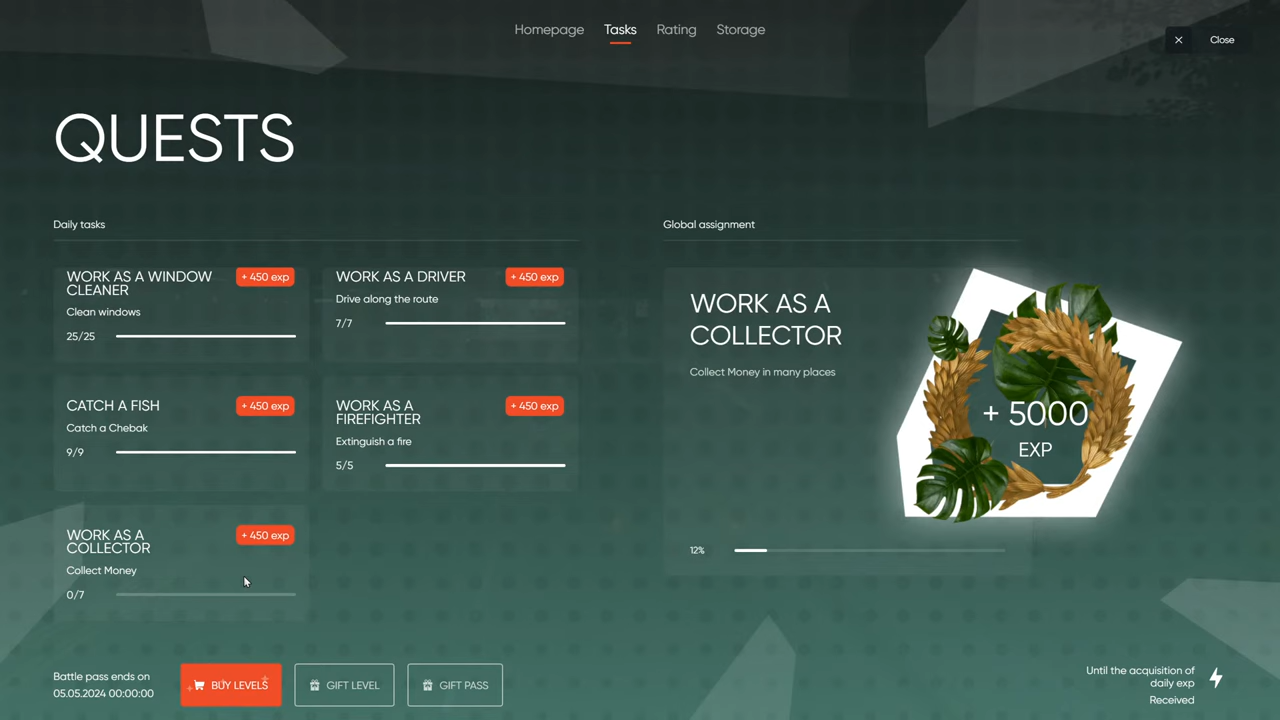 Homepage Tasks Rating Storage
Close
QUESTS
Daily tasks
WORK AS A WINDOW
CLEANER
+ 450 exp
Clean windows
25/25
WORK AS A DRIVER
+ 450 exp
Drive along the route
7/7
CATCH A FISH
+ 450 exp
Catch a Chebak
9/9
WORK AS A
FIREFIGHTER
+ 450 exp
Extinguish a fire
5/5
WORK AS A
COLLECTOR
+ 450 exp
Collect Money
0/7
Global assignment
WORK AS A
COLLECTOR
Collect Money in many places
+ 5000
EXP
12%
Battle pass ends on
05.05.2024 00:00:00
BUY LEVELS
GIFT LEVEL
GIFT PASS
Until the acquisition of
daily exp
Received